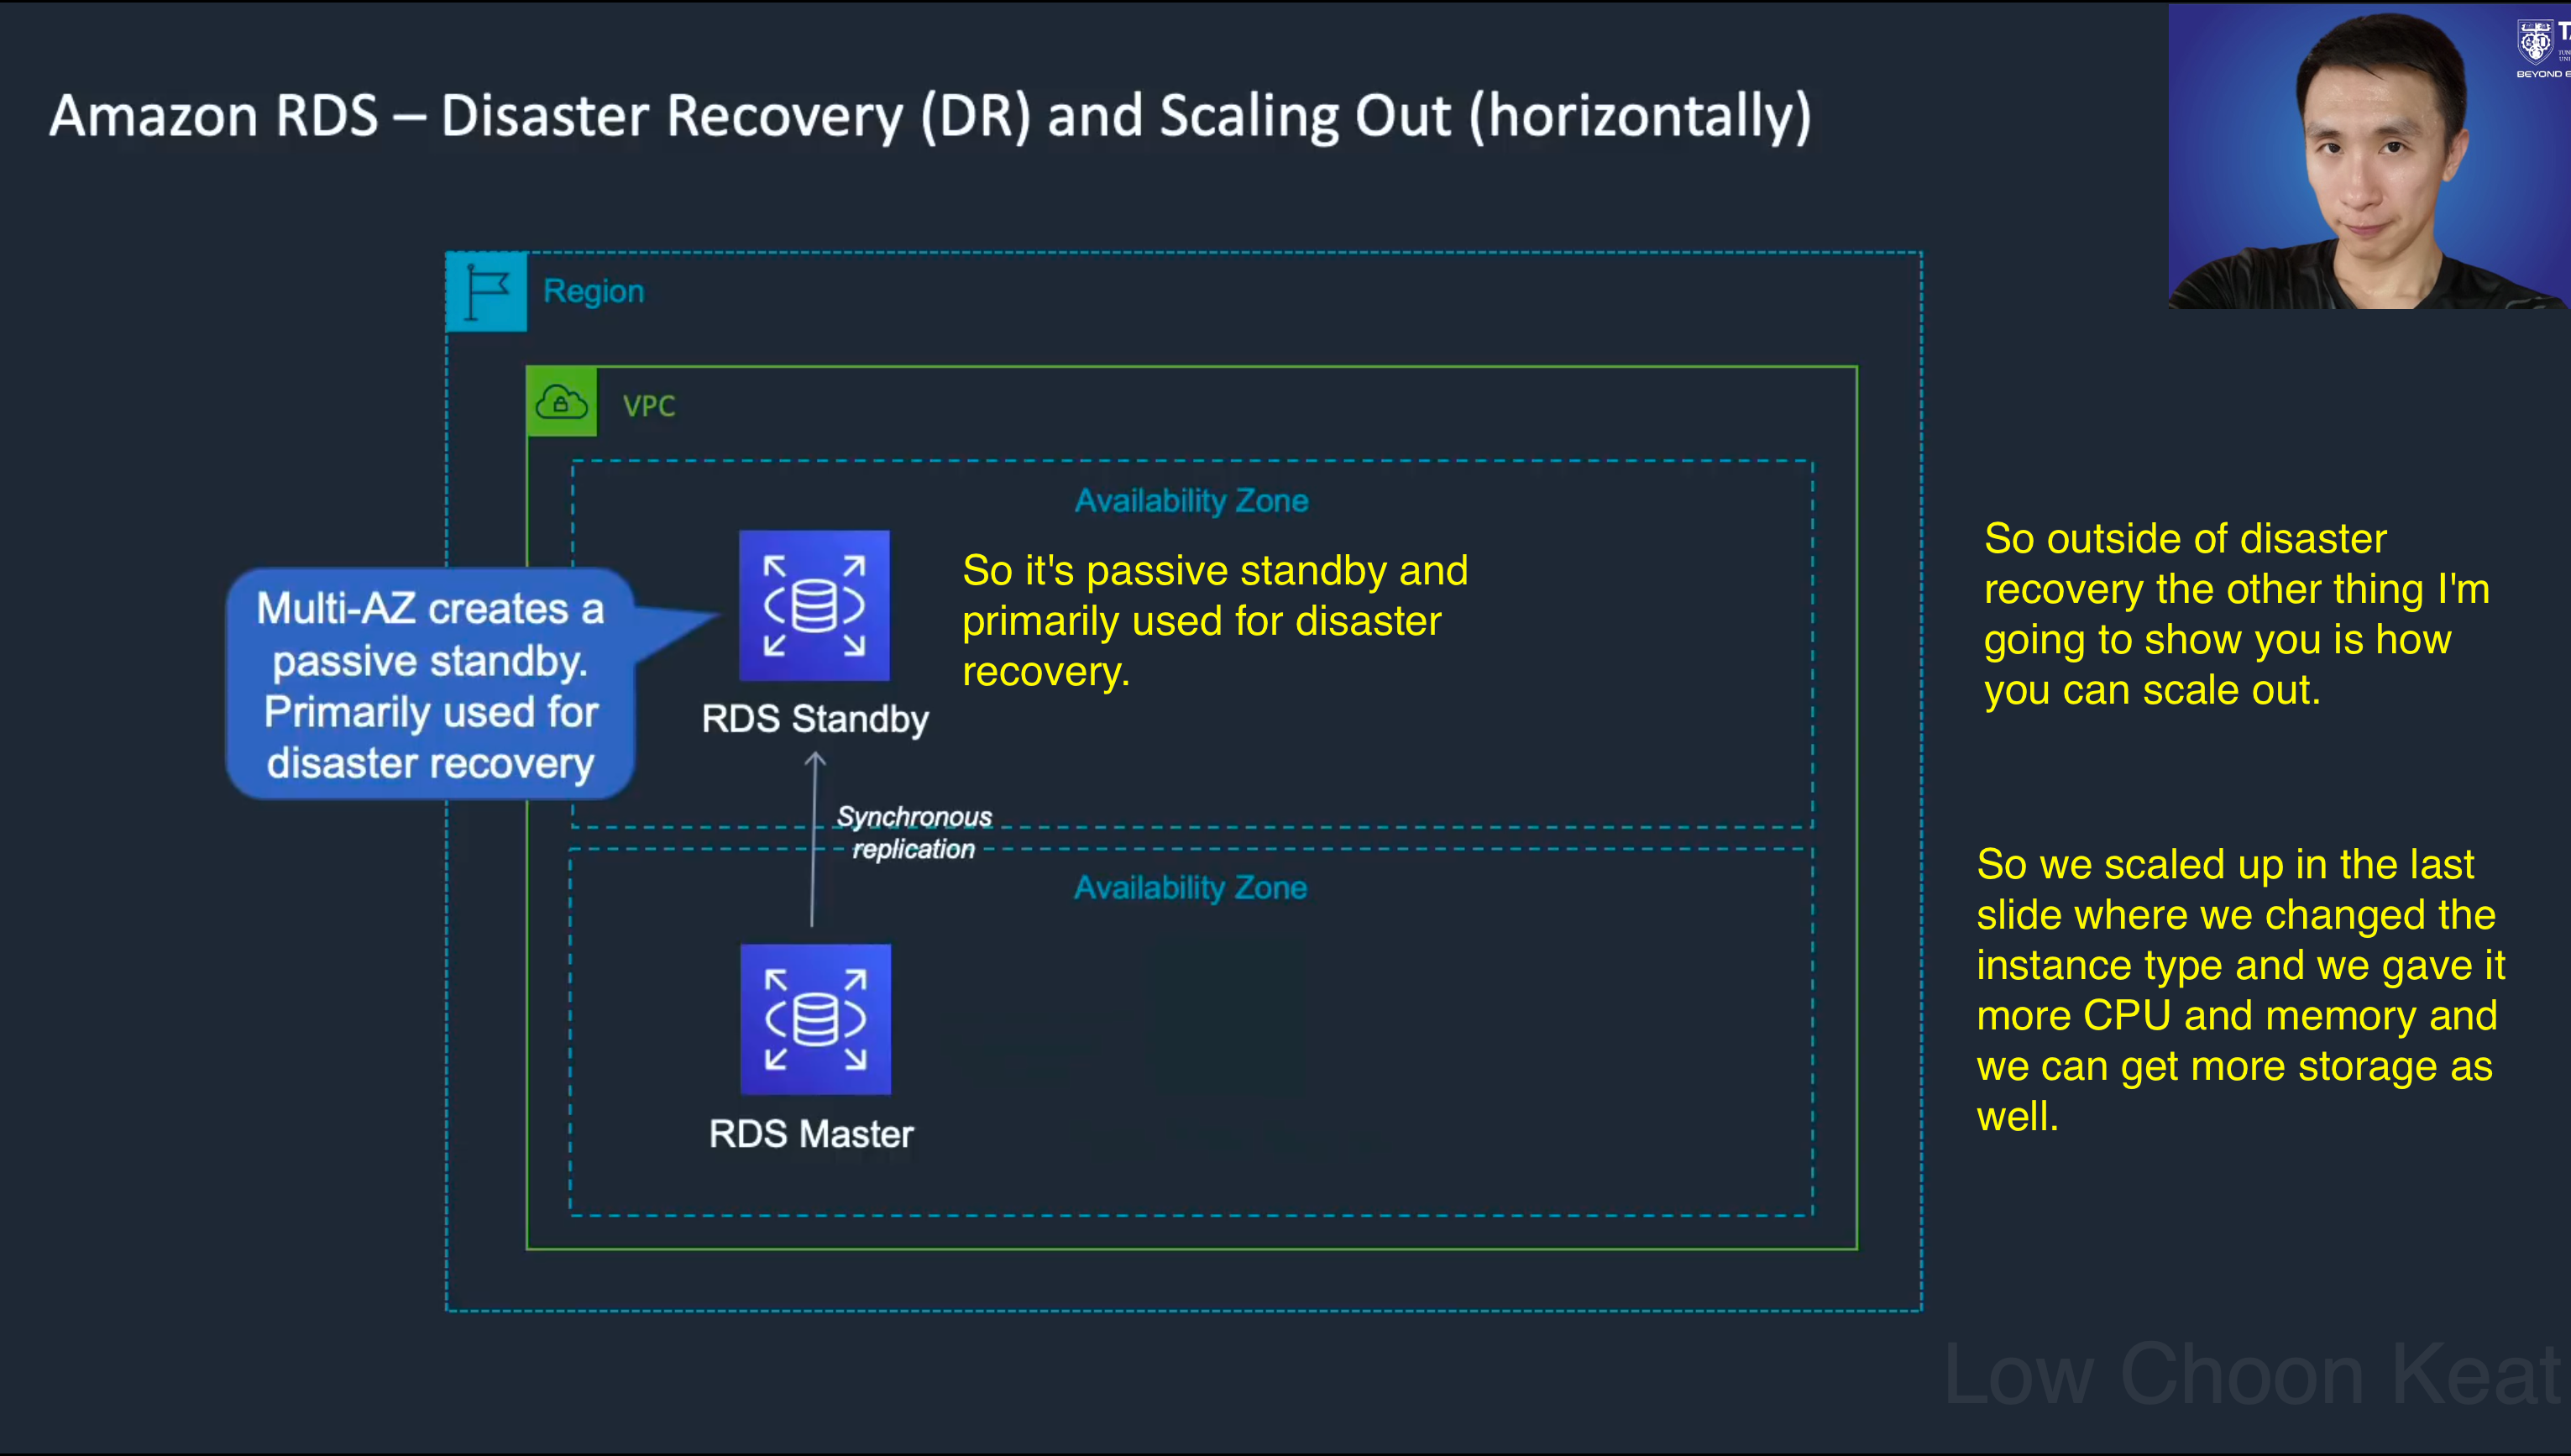 Amazon RDS – Disaster Recovery (DR) and Scaling Out (horizontally)
BEYOND
Region
VPC
Availability Zone
Multi-AZ creates a
passive standby.
Primarily used for
disaster recovery
So it's passive standby and
primarily used for disaster
recovery.
RDS Standby
Synchronous
replication
Availability Zone
RDS Master
So outside of disaster
recovery the other thing I'm
going to show you is how
you can scale out.
So we scaled up in the last
slide where we changed the
instance type and we gave it
more CPU and memory and
we can get more storage as
well.
Low Choon Keat